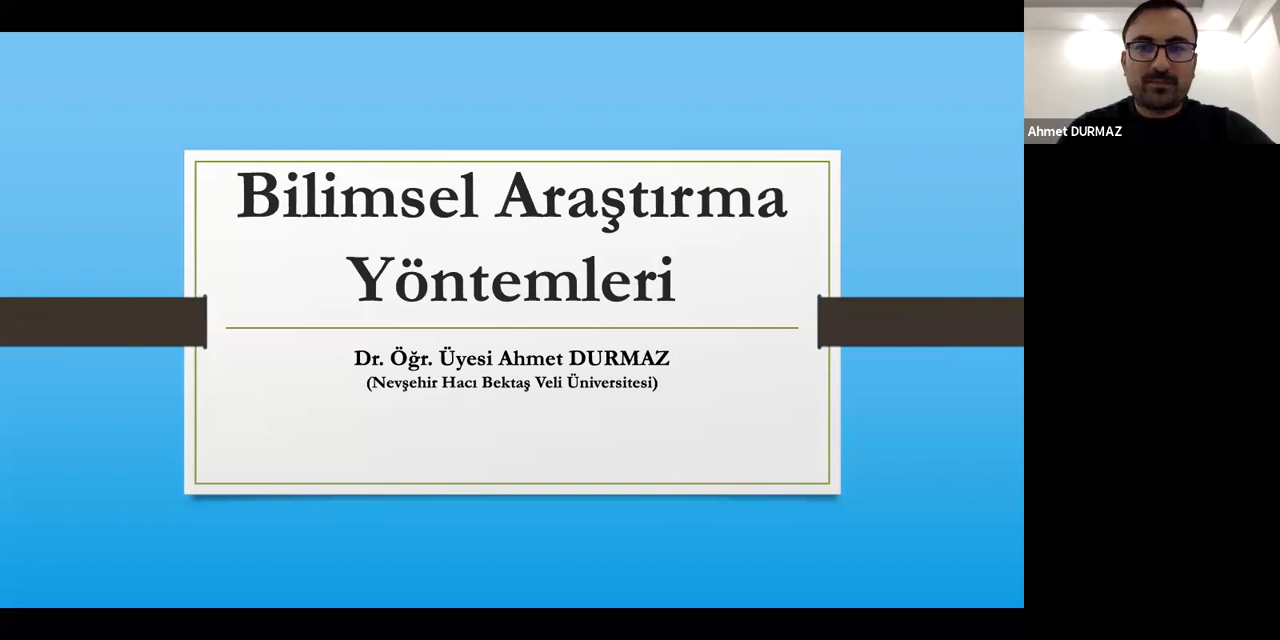 Bilimsel Araştırma
Yöntemleri
Dr. Öğr. Üyesi Ahmet DURMAZ
(Nevşehir Hacı Bektaş Veli Üniversitesi)
Ahmet DURMAZ